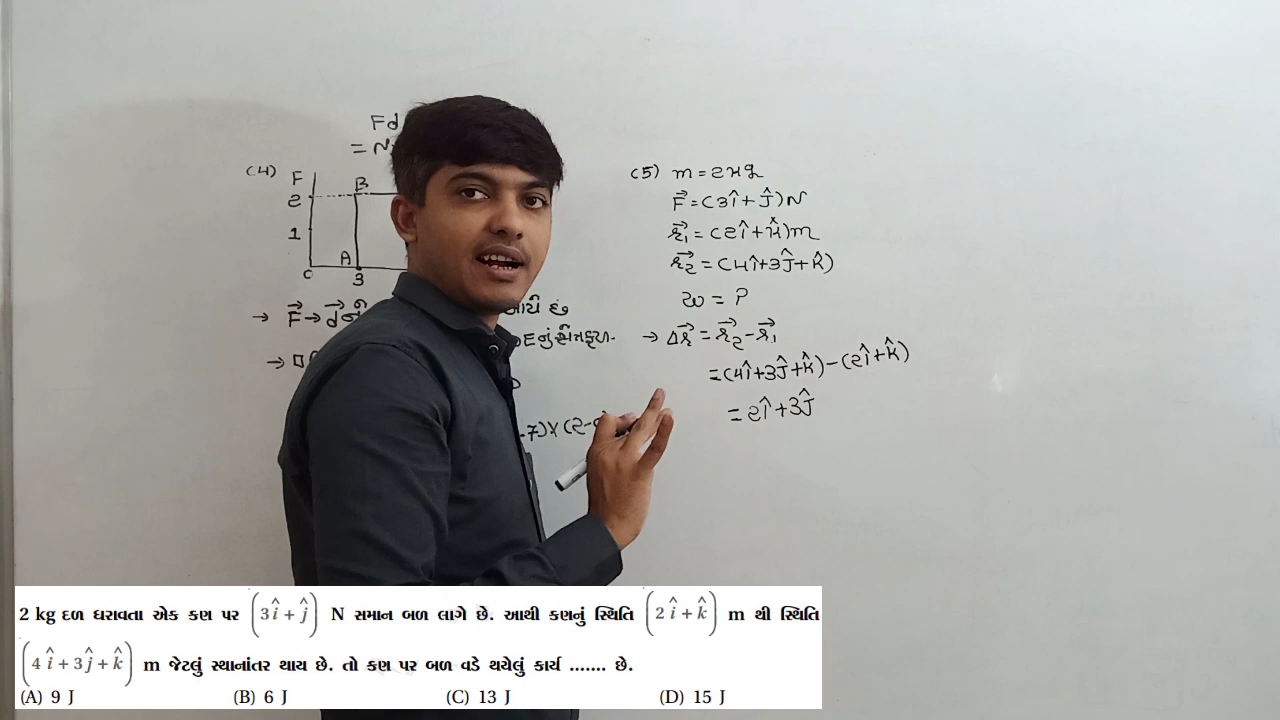 Fd
= N
(4) F
B
2
1
A
0
3
→ F⃗ → d⃗
→
(5) m = 2 kg
F⃗ = (3î + ĵ) N
r⃗₁ = (2î + k̂) m
r⃗₂ = (4î + 3ĵ + k̂)
w = ?
→ Δr⃗ = r⃗₂ - r⃗₁
= (4î + 3ĵ + k̂) - (2î + k̂)
= 2î + 3ĵ
2 kg દળ ધરાવતા એક કણ પર (3î + ĵ) N સમાન બળ લાગે છે. આથી કણનું સ્થિતિ (2î + k̂) m થી સ્થિતિ
(4î + 3ĵ + k̂) m જેટલું સ્થાનાંતર થાય છે. તો કણ પર બળ વડે થયેલું કાર્ય ....... છે.
(A) 9 J (B) 6 J (C) 13 J (D) 15 J